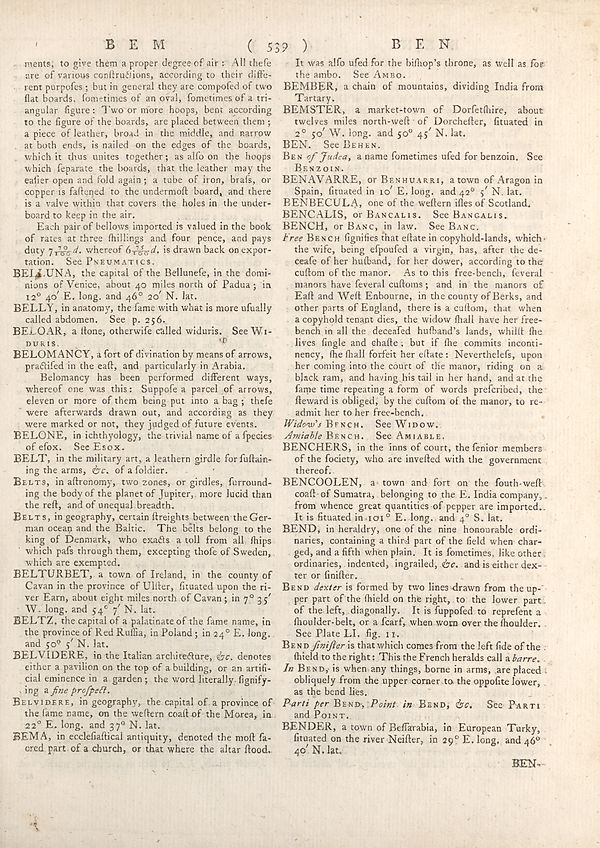 B E M ( 539 ) B E N
ments, to give them a proper degree of air: All theſe
are of various conſtructions, according to their diffe-
rent purpoſes; but in general they are compoſed of two
flat boards, ſometimes of an oval, ſometimes of a tri-
angular figure: Two or more hoops, bent according
to the figure of the boards, are placed between them;
a piece of leather, broad in the middle, and narrow
at both ends, is nailed on the edges of the boards,
which it thus unites together; as alſo on the hoops
which ſeparate the boards, that the leather may the
eaſier open and fold again; a tube of iron, braſs, or
copper is faſtened to the undermoſt board, and there
is a valve within that covers the holes in the under-
board to keep in the air.
Each pair of bellows imported is valued in the book
of rates at three ſhillings and four pence, and pays
duty d. whereof d. is drawn back on expor-
tation. See PNEUMATICS.
BELLUNA, the capital of the Belluneſe, in the domi-
nions of Venice, about 40 miles north of Padua; in
12° 40′ E. long. and 46° 20′ N. lat.
BELLY, in anatomy, the ſame with what is more uſually
called abdomen. See p. 256.
BELOAR, a ſtone, otherwiſe called widuris. See WI-
DURIS.
BELOMANCY, a ſort of divination by means of arrows,
practiſed in the eaſt, and particularly in Arabia.
Belomancy has been performed different ways,
whereof one was this: Suppoſe a parcel of arrows,
eleven or more of them being put into a bag; theſe
were afterwards drawn out, and according as they
were marked or not, they judged of future events.
BELONE, in ichthyology, the trivial name of a ſpecies
of eſox. See ESOX.
BELT, in the military art, a leathern girdle for ſuſtain-
ing the arms, &c. of a ſoldier.
BELTS, in aſtronomy, two zones, or girdles, ſurround-
ing the body of the planet of Jupiter, more lucid than
the reſt, and of unequal breadth.
BELTS, in geography, certain ſtreights between the Ger-
man ocean and the Baltic. The belts belong to the
king of Denmark, who exacts a toll from all ſhips
which paſs through them, excepting thoſe of Sweden,
which are exempted.
BELTURBET, a town of Ireland, in the county of
Cavan in the province of Ulſter, ſituated upon the ri-
ver Earn, about eight miles north of Cavan; in 7° 35′
W. long. and 54° 7′ N. lat.
BELTZ, the capital of a palatinate of the ſame name, in
the province of Red Ruſſia, in Poland; in 24° E. long.
and 50° 5′ N. lat.
BELVIDERE, in the Italian architecture, &c. denotes
either a pavilion on the top of a building, or an artifi-
cial eminence in a garden; the word literally ſignify-
ing a fine proſpect.
BELVIDERE, in geography, the capital of a province of
the ſame name, on the weſtern coaſt of the Morea, in
22° E. long. and 37° N. lat.
BEMA, in eccleſiaſtical antiquity, denoted the moſt ſa-
cred part of a church, or that where the altar ſtood.
It was alſo uſed for the biſhop's throne, as well as for
the ambo. See AMBO.
BEMBER, a chain of mountains, dividing India from
Tartary.
BEMSTER, a market-town of Dorſetſhire, about
twelves miles north-weſt of Dorcheſter, ſituated in
2° 50′ W. long. and 50° 45′ N. lat.
BEN. See BEHEN.
BEN of Judea, a name ſometimes uſed for benzoin. See
BENZOIN.
BENAVARRE, or BENHUARRI, a town of Aragon in
Spain, ſituated in 10′ E. long. and 42° 5′ N. lat.
BENBECULA, one of the weſtern iſles of Scotland.
BENCALIS, or BANCALIS. See BANGALIS.
BENCH, or BANC, in law. See BANC.
Free BENCH ſignifies that eſtate in copyhold-lands, which
the wife, being eſpouſed a virgin, has, after the de-
ceaſe of her huſband, for her dower, according to the
cuſtom of the manor. As to this free-bench, ſeveral
manors have ſeveral cuſtoms; and in the manors of
Eaſt and Weſt Enbourne, in the county of Berks, and
other parts of England, there is a cuſtom, that when
a copyhold tenant dies, the widow ſhall have her free-
bench in all the deceaſed huſband's lands, whilſt ſhe
lives ſingle and chaſte; but if ſhe commits inconti-
nency, ſhe ſhall forfeit her eſtate: Nevertheleſs, upon
her coming into the court of the manor, riding on a
black ram, and having his tail in her hand, and at the
ſame time repeating a form of words preſcribed, the
ſteward is obliged, by the cuſtom of the manor, to re-
admit her to her free-bench.
Widow's BENCH. See WIDOW.
Amiable BENCH. See AMIABLE.
BENCHERS, in the inns of court, the ſenior members
of the ſociety, who are inveſted with the government
thereof.
BENCOOLEN, a town and fort on the ſouth-weſt
coaſt of Sumatra, belonging to the E. India company,
from whence great quantities of pepper are imported.
It is ſituated in 101° E. long. and 4° S. lat.
BEND, in heraldry, one of the nine honourable ordi-
naries, containing a third part of the field when char-
ged, and a fifth when plain. It is ſometimes, like other
ordinaries, indented, ingrailed, &c. and is either dex-
ter or ſiniſter.
BEND dexter is formed by two lines drawn from the up-
per part of the ſhield on the right, to the lower part
of the left, diagonally. It is ſuppoſed to repreſent a
ſhoulder-belt, or a ſcarf, when worn over the ſhoulder.
See Plate LI. fig. 11.
BEND ſiniſter is that which comes from the left ſide of the
ſhield to the right: This the French heralds call a barre.
In BEND, is when any things, borne in arms, are placed
obliquely from the upper corner to the oppoſite lower,
as the bend lies.
Parti per BEND, Point in BEND, &c. See PARTI
and POINT.
BENDER, a town of Beſſarabia, in European Turky,
ſituated on the river Neiſter, in 29° E. long. and 46°
40′ N. lat.
BEN-